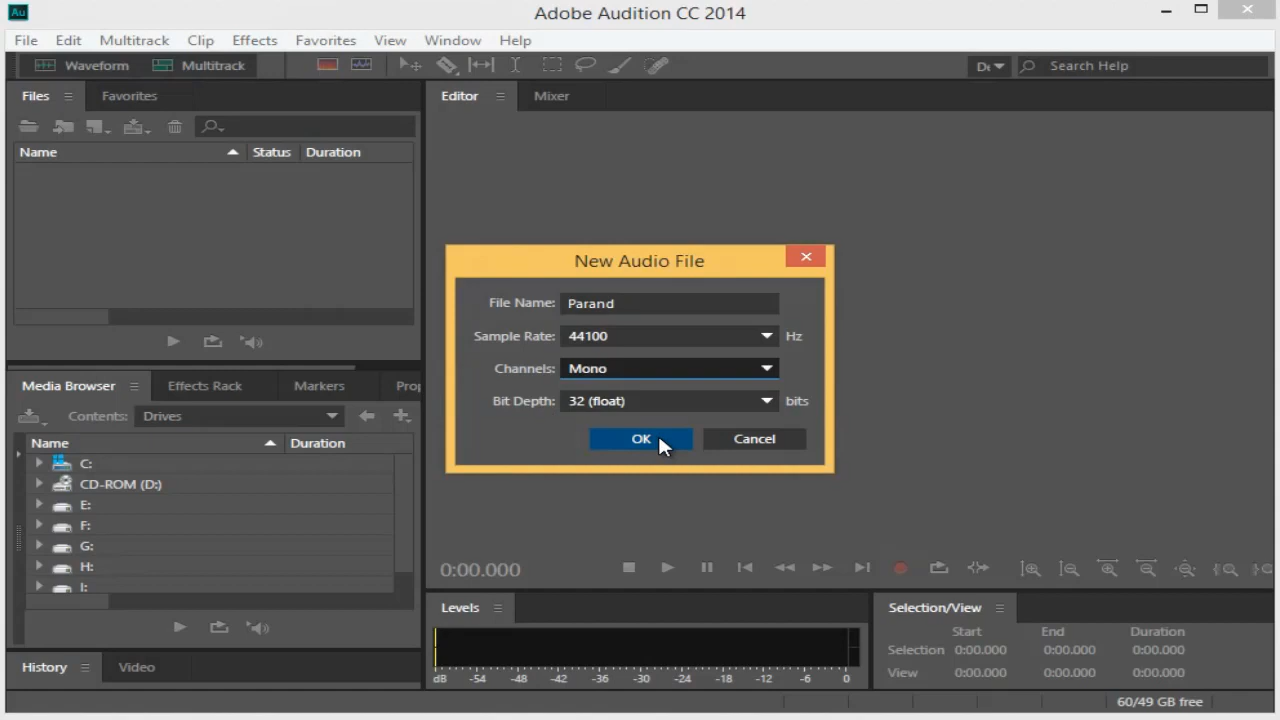 Au Adobe Audition CC 2014
File Edit Multitrack Clip Effects Favorites View Window Help
Waveform Multitrack Search Help
Files Favorites
Editor Mixer
Name Status Duration
New Audio File
File Name: Parand
Sample Rate: 44100 Hz
Channels: Mono
Bit Depth: 32 (float) bits
OK Cancel
Media Browser Effects Rack Markers
Contents: Drives
Name Duration
C:
CD-ROM (D:)
E:
F:
G:
H:
I:
0:00.000
Levels
dB -54 -48 -42 -36 -30 -24 -18 -12 -6 0
Selection/View
Start End Duration
Selection 0:00.000 0:00.000 0:00.000
View 0:00.000 0:00.000 0:00.000
History Video
60/49 GB free